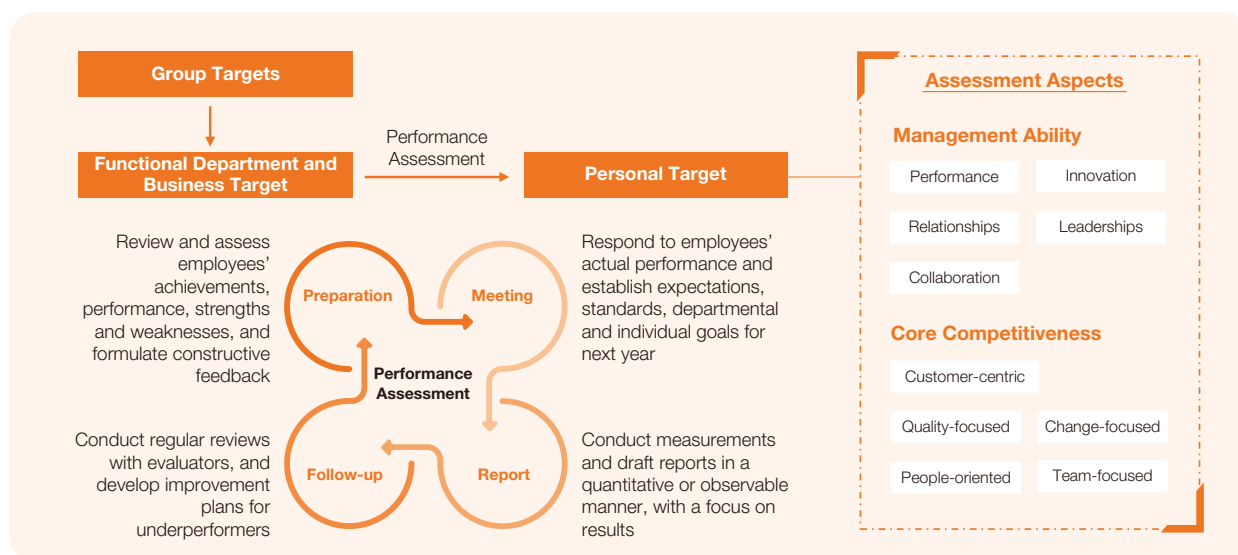 Group Targets
Functional Department and
Business Target
Performance
Assessment
Personal Target
Review and assess
employees’
achievements,
performance, strengths
and weaknesses, and
formulate constructive
feedback
Preparation
Meeting
Respond to employees’
actual performance and
establish expectations,
standards, departmental
and individual goals for
next year
Performance
Assessment
Conduct regular reviews
with evaluators, and
develop improvement
plans for
underperformers
Follow-up
Report
Conduct measurements
and draft reports in a
quantitative or observable
manner, with a focus on
results
Assessment Aspects
Management Ability
Performance
Innovation
Relationships
Leaderships
Collaboration
Core Competitiveness
Customer-centric
Quality-focused
Change-focused
People-oriented
Team-focused